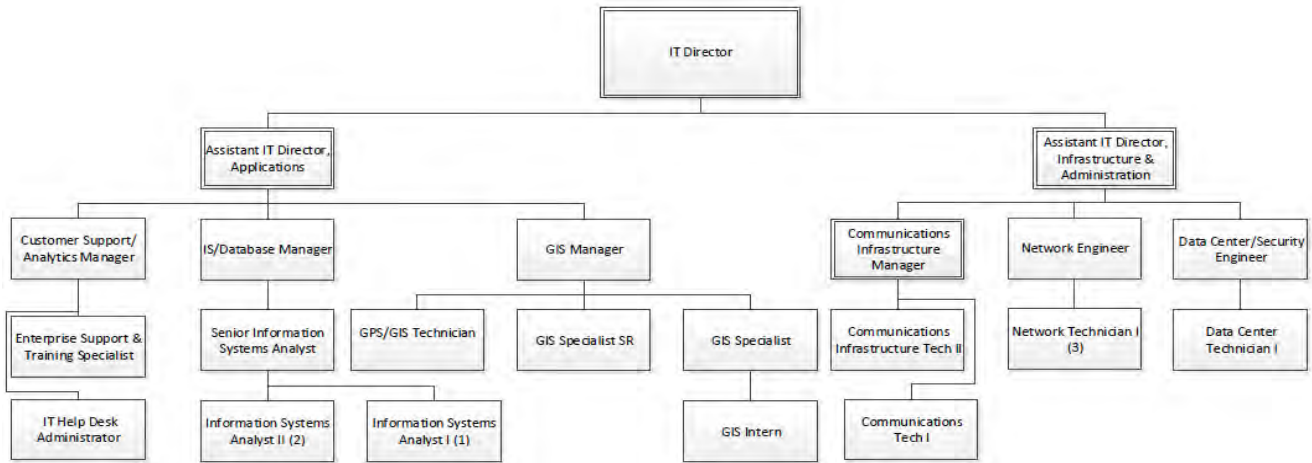 IT Director
Assistant IT Director,
Applications
Assistant IT Director,
Infrastructure &
Administration
Customer Support/
Analytics Manager
IS/Database Manager
GIS Manager
Communications
Infrastructure
Manager
Network Engineer
Data Center/Security
Engineer
Enterprise Support &
Training Specialist
Senior Information
Systems Analyst
GPS/GIS Technician
GIS Specialist SR
GIS Specialist
Communications
Infrastructure Tech II
Network Technician I
(3)
Data Center
Technician I
IT Help Desk
Administrator
Information Systems
Analyst II (2)
Information Systems
Analyst I (1)
GIS Intern
Communications
Tech I